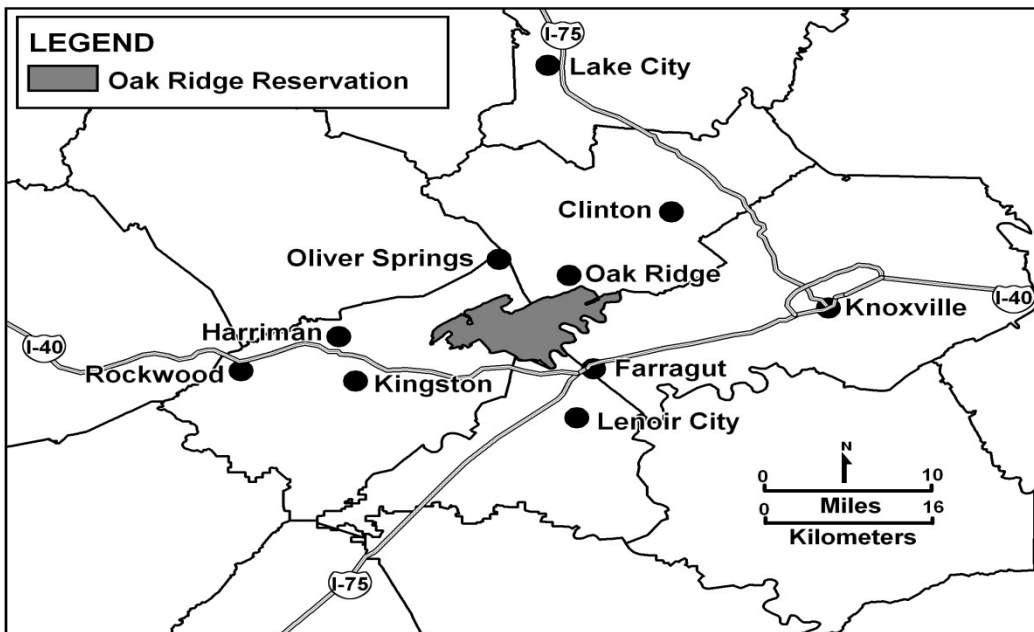 LEGEND
Oak Ridge Reservation
I-75
Lake City
Clinton
Oliver Springs
Oak Ridge
I-40
Knoxville
Harriman
I-40
Rockwood
Kingston
Farragut
Lenoir City
N
0 10
Miles
0 16
Kilometers
I-75